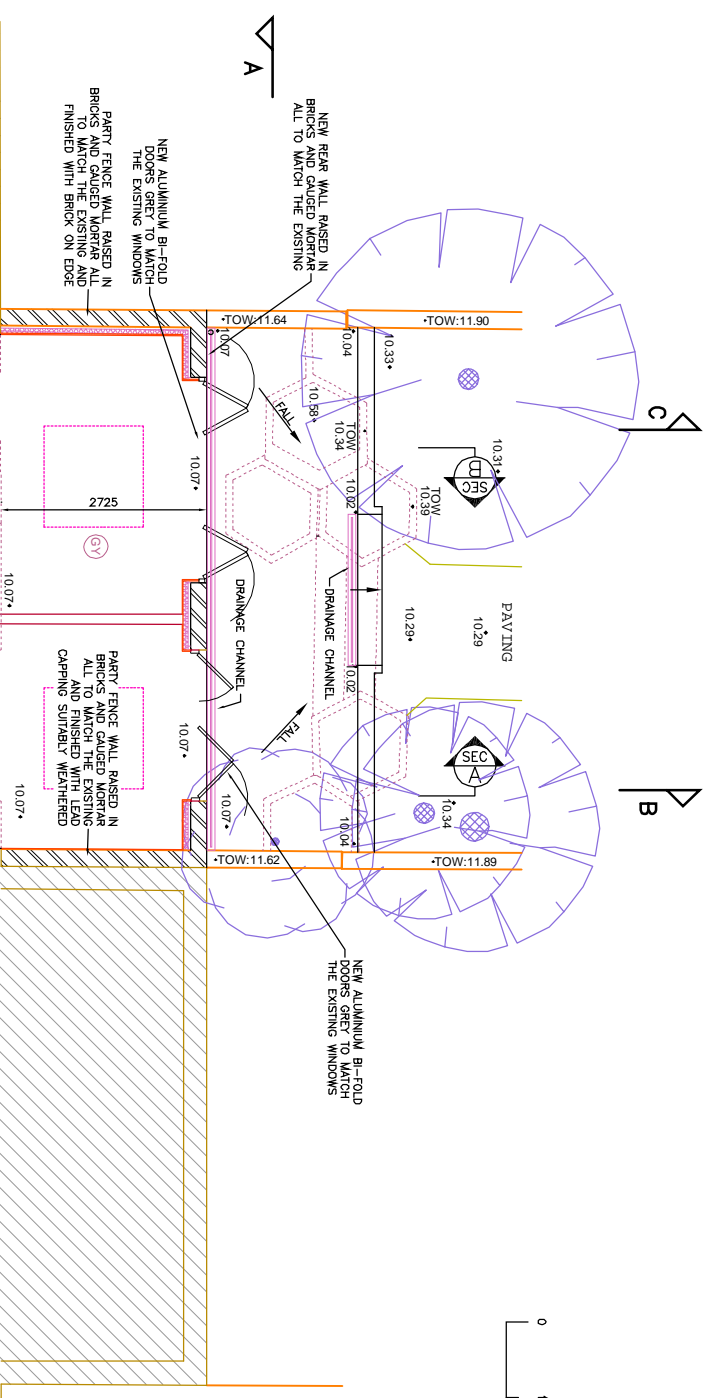 A
C
B
NEW REAR WALL RAISED IN
BRICKS AND GAUGED MORTAR
ALL TO MATCH THE EXISTING
NEW ALUMINIUM BI-FOLD
DOORS GREY TO MATCH
THE EXISTING WINDOWS
PARTY FENCE WALL RAISED IN
BRICKS AND GAUGED MORTAR ALL
TO MATCH THE EXISTING AND
FINISHED WITH BRICK ON EDGE
TOW:11.64
TOW:11.90
10.07
10.04
10.33
FALL
10.58
TOW
10.34
10.31
SEC
B
TOW
10.39
10.07
10.02
2725
GY
DRAINAGE CHANNEL
DRAINAGE CHANNEL
10.07
10.29
10.29
PAVING
10.02
PARTY FENCE WALL RAISED IN
BRICKS AND GAUGED MORTAR
ALL TO MATCH THE EXISTING
AND FINISHED WITH LEAD
CAPPING SUITABLY WEATHERED
10.07
10.07
FALL
SEC
A
10.34
10.07
10.04
TOW:11.62
TOW:11.89
NEW ALUMINIUM BI-FOLD
DOORS GREY TO MATCH
THE EXISTING WINDOWS
0